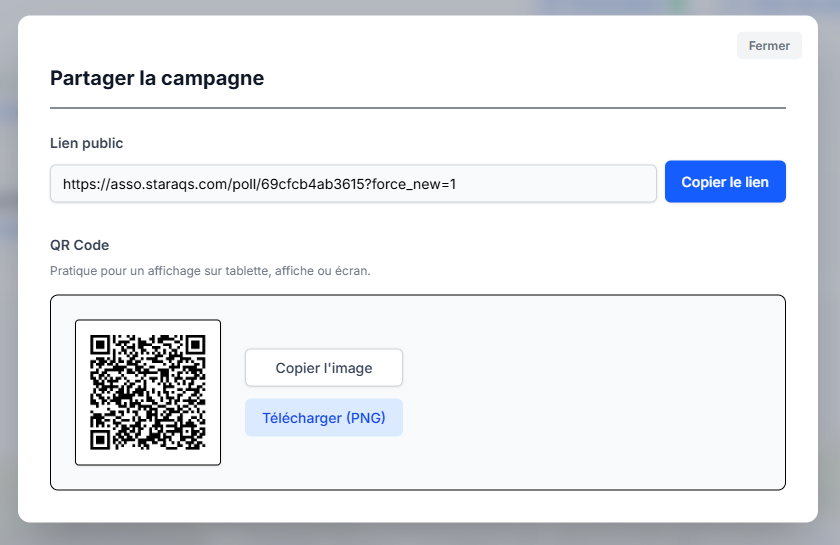 Fermer
Partager la campagne
Lien public
https://asso.staraqs.com/poll/69cfcb4ab3615?force_new=1
Copier le lien
QR Code
Pratique pour un affichage sur tablette, affiche ou écran.
Copier l'image
Télécharger (PNG)